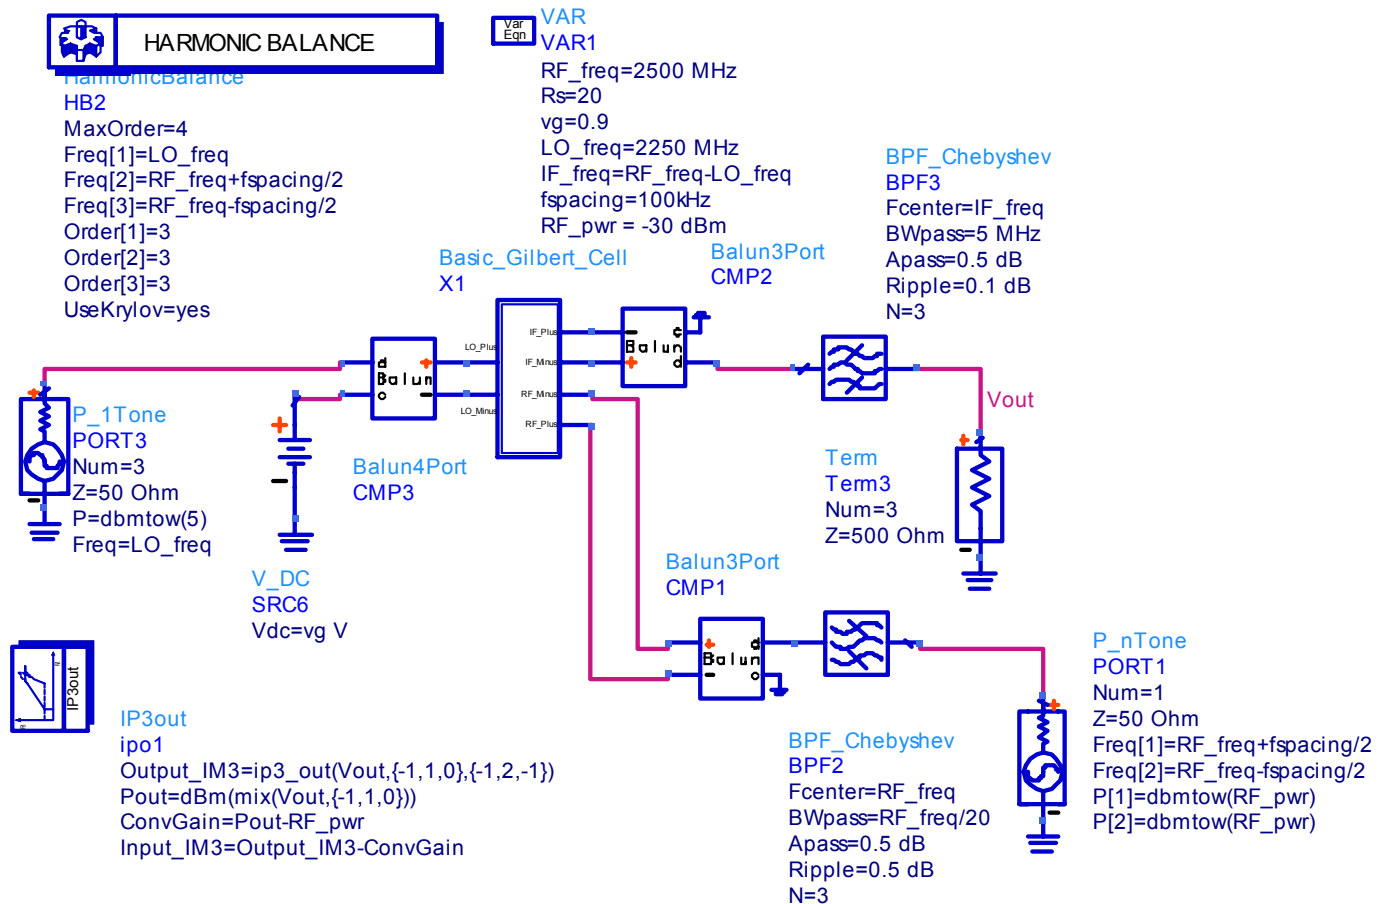 HARMONIC BALANCE
HarmonicBalance
HB2
MaxOrder=4
Freq[1]=LO_freq
Freq[2]=RF_freq+fspacing/2
Freq[3]=RF_freq-fspacing/2
Order[1]=3
Order[2]=3
Order[3]=3
UseKrylov=yes
Var
Eqn
VAR
VAR1
RF_freq=2500 MHz
Rs=20
vg=0.9
LO_freq=2250 MHz
IF_freq=RF_freq-LO_freq
fspacing=100kHz
RF_pwr = -30 dBm
Basic_Gilbert_Cell
X1
LO_Plus
LO_Minus
IF_Plus
IF_Minus
RF_Minus
RF_Plus
Balun3Port
CMP2
Balun
c
d
BPF_Chebyshev
BPF3
Fcenter=IF_freq
BWpass=5 MHz
Apass=0.5 dB
Ripple=0.1 dB
N=3
Vout
Term
Term3
Num=3
Z=500 Ohm
P_1Tone
PORT3
Num=3
Z=50 Ohm
P=dbmtow(5)
Freq=LO_freq
d
Balun
c
Balun4Port
CMP3
V_DC
SRC6
Vdc=vg V
Balun3Port
CMP1
d
Balun
c
BPF_Chebyshev
BPF2
Fcenter=RF_freq
BWpass=RF_freq/20
Apass=0.5 dB
Ripple=0.5 dB
N=3
P_nTone
PORT1
Num=1
Z=50 Ohm
Freq[1]=RF_freq+fspacing/2
Freq[2]=RF_freq-fspacing/2
P[1]=dbmtow(RF_pwr)
P[2]=dbmtow(RF_pwr)
IP3out
IP3out
ipo1
Output_IM3=ip3_out(Vout,{-1,1,0},{-1,2,-1})
Pout=dBm(mix(Vout,{-1,1,0}))
ConvGain=Pout-RF_pwr
Input_IM3=Output_IM3-ConvGain